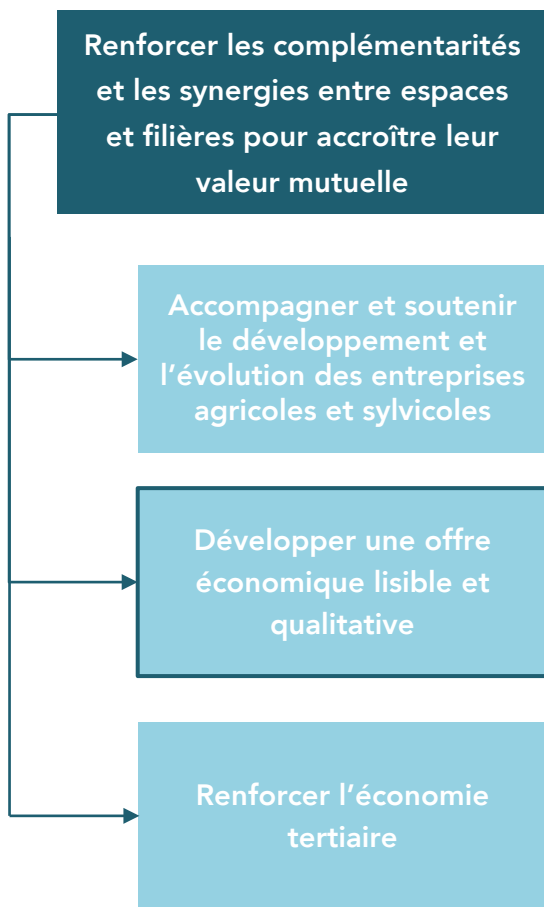 Renforcer les complémentarités
et les synergies entre espaces
et filières pour accroître leur
valeur mutuelle
Accompagner et soutenir
le développement et
l’évolution des entreprises
agricoles et sylvicoles
Développer une offre
économique lisible et
qualitative
Renforcer l’économie
tertiaire